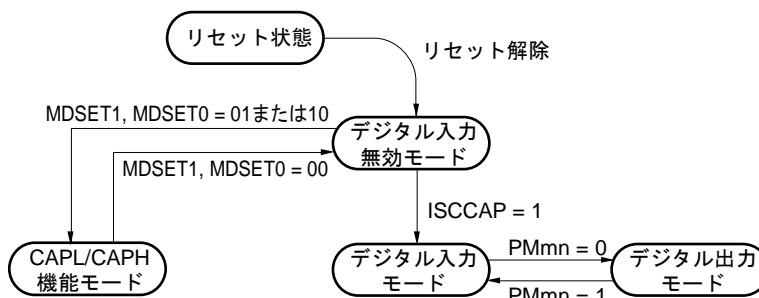 リセット状態
リセット解除
MDSET1, MDSET0 = 01または10
デジタル入力
無効モード
MDSET1, MDSET0 = 00
ISCCAP = 1
CAPL/CAPH
機能モード
デジタル入力
モード
PMmn = 0
PMmn = 1
デジタル出力
モード